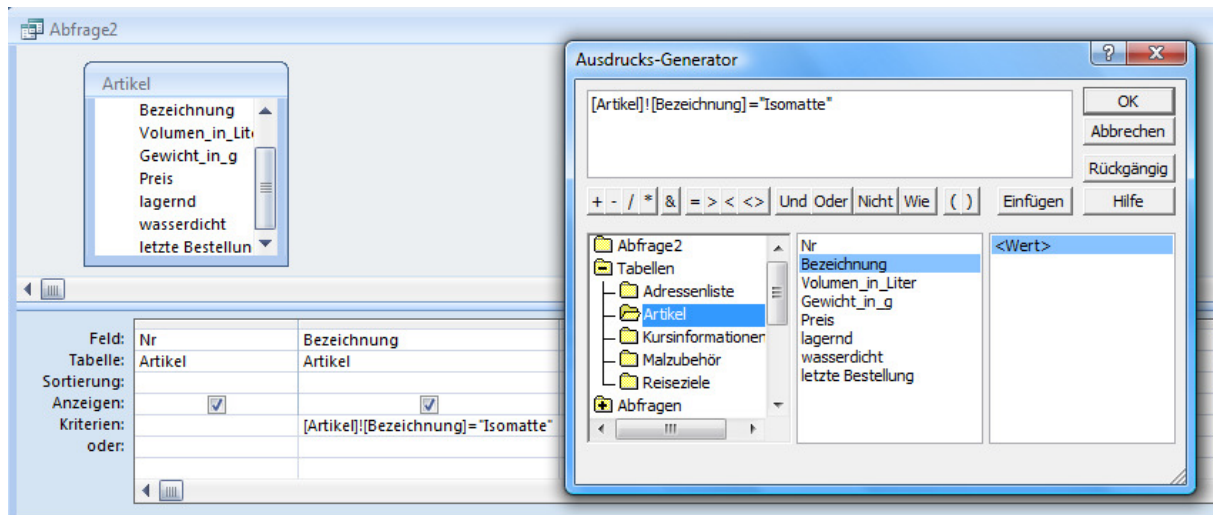 Abfrage2
Artikel
Bezeichnung
Volumen_in_Lite
Gewicht_in_g
Preis
lagernd
wasserdicht
letzte Bestellun
Feld: Nr Bezeichnung
Tabelle: Artikel Artikel
Sortierung:
Anzeigen:
Kriterien: [Artikel]![Bezeichnung]="Isomatte"
oder:
Ausdrucks-Generator
? X
[Artikel]![Bezeichnung]="Isomatte"
OK
Abbrechen
Rückgängig
+ - / * & = > < <> Und Oder Nicht Wie ( ) Einfügen Hilfe
Abfrage2
Tabellen
Adressenliste
Artikel
Kursinformationen
Malzubehör
Reiseziele
Abfragen
Nr
Bezeichnung
Volumen_in_Liter
Gewicht_in_g
Preis
lagernd
wasserdicht
letzte Bestellung
<Wert>